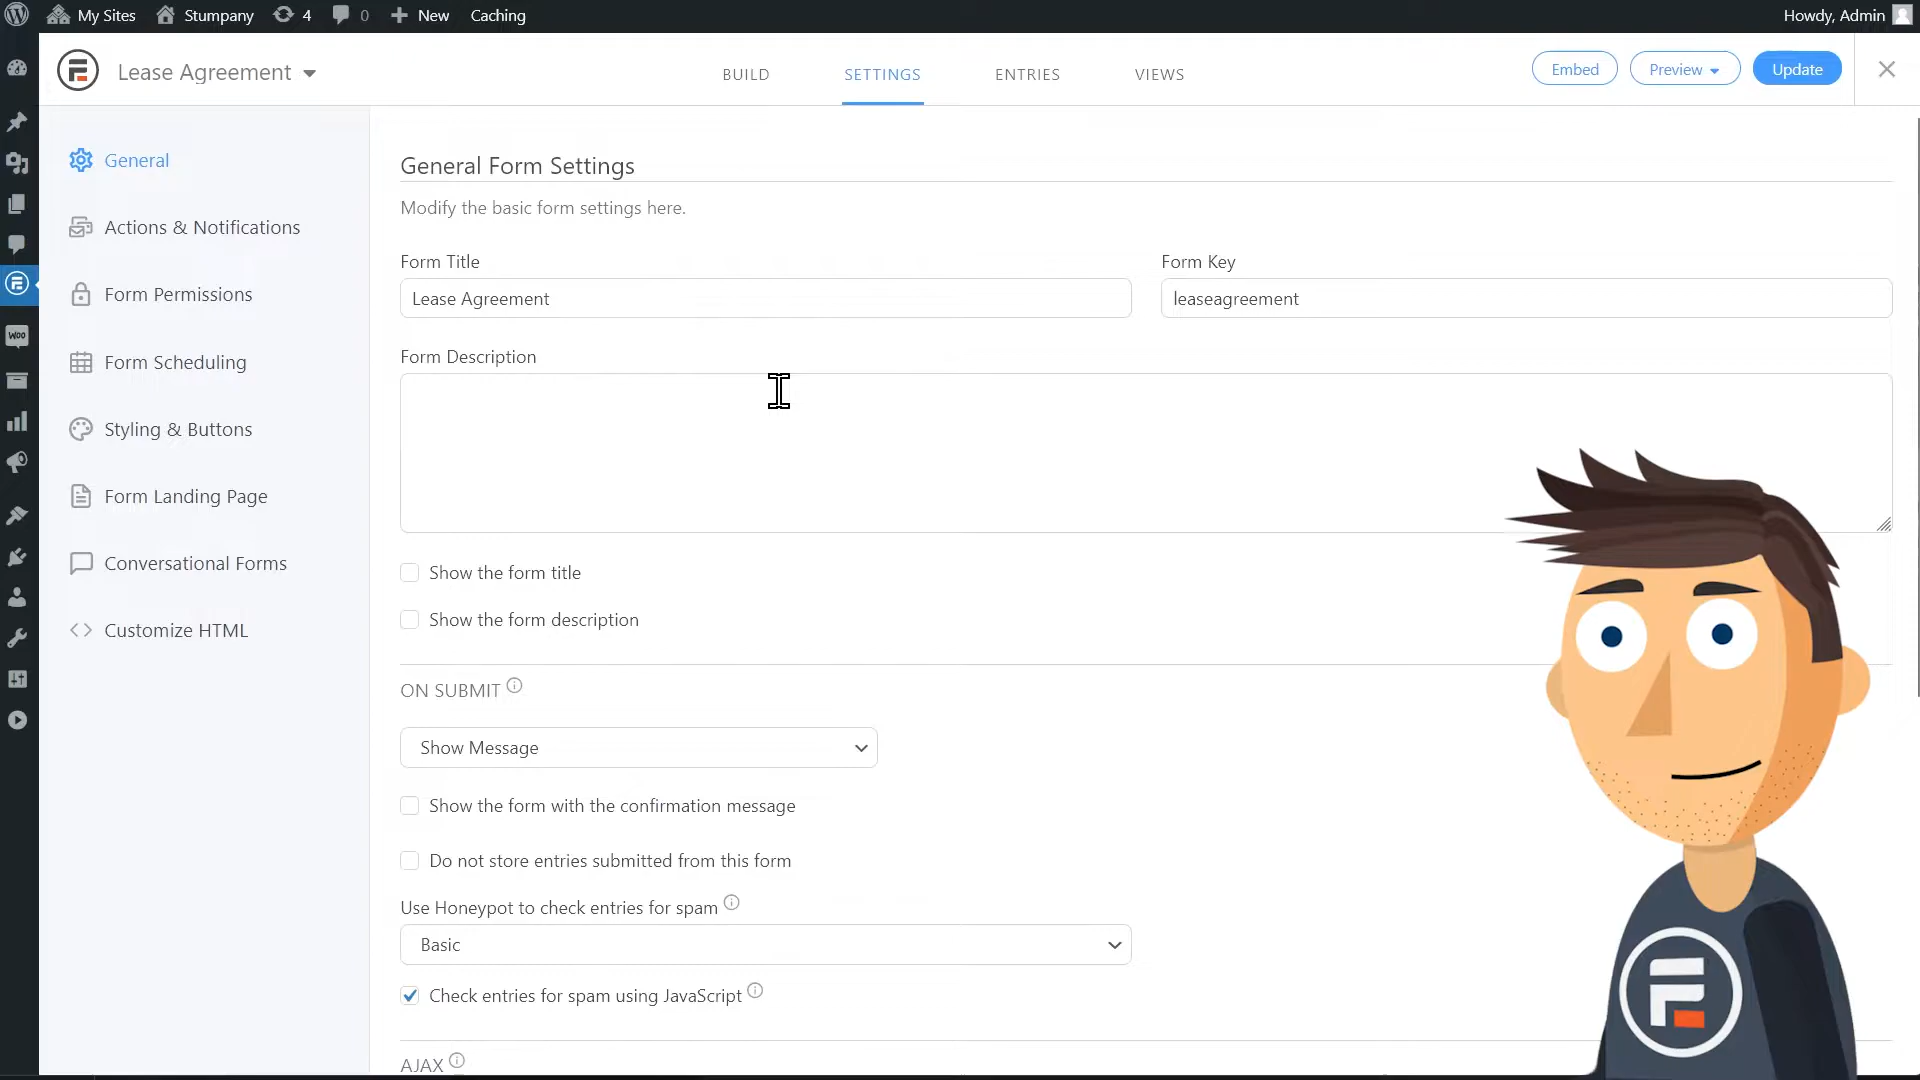 My Sites
Stumpany
4
0
New
Caching
Howdy, Admin
Lease Agreement
BUILD
SETTINGS
ENTRIES
VIEWS
Embed
Preview
Update
General
Actions & Notifications
Form Permissions
Form Scheduling
Styling & Buttons
Form Landing Page
Conversational Forms
Customize HTML
General Form Settings
Modify the basic form settings here.
Form Title
Form Key
Lease Agreement
leaseagreement
Form Description
Show the form title
Show the form description
ON SUBMIT
Show Message
Show the form with the confirmation message
Do not store entries submitted from this form
Use Honeypot to check entries for spam
Basic
Check entries for spam using JavaScript
AJAX
Woo